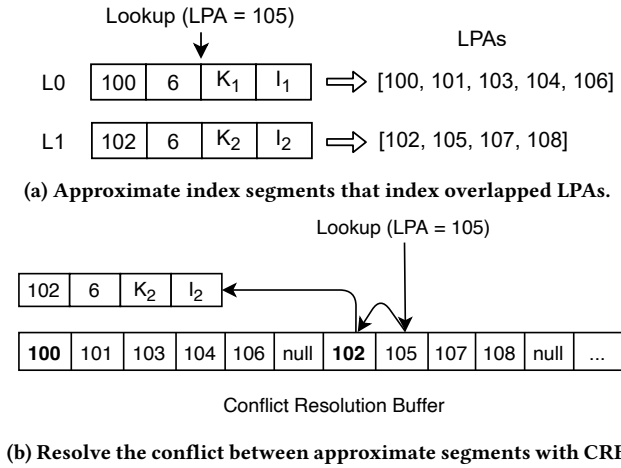 Lookup (LPA = 105)
LPAs
L0 100 6 K1 I1 [100, 101, 103, 104, 106]
L1 102 6 K2 I2 [102, 105, 107, 108]
(a) Approximate index segments that index overlapped LPAs.
Lookup (LPA = 105)
102 6 K2 I2
100 101 103 104 106 null 102 105 107 108 null ...
Conflict Resolution Buffer
(b) Resolve the conflict between approximate segments with CRB